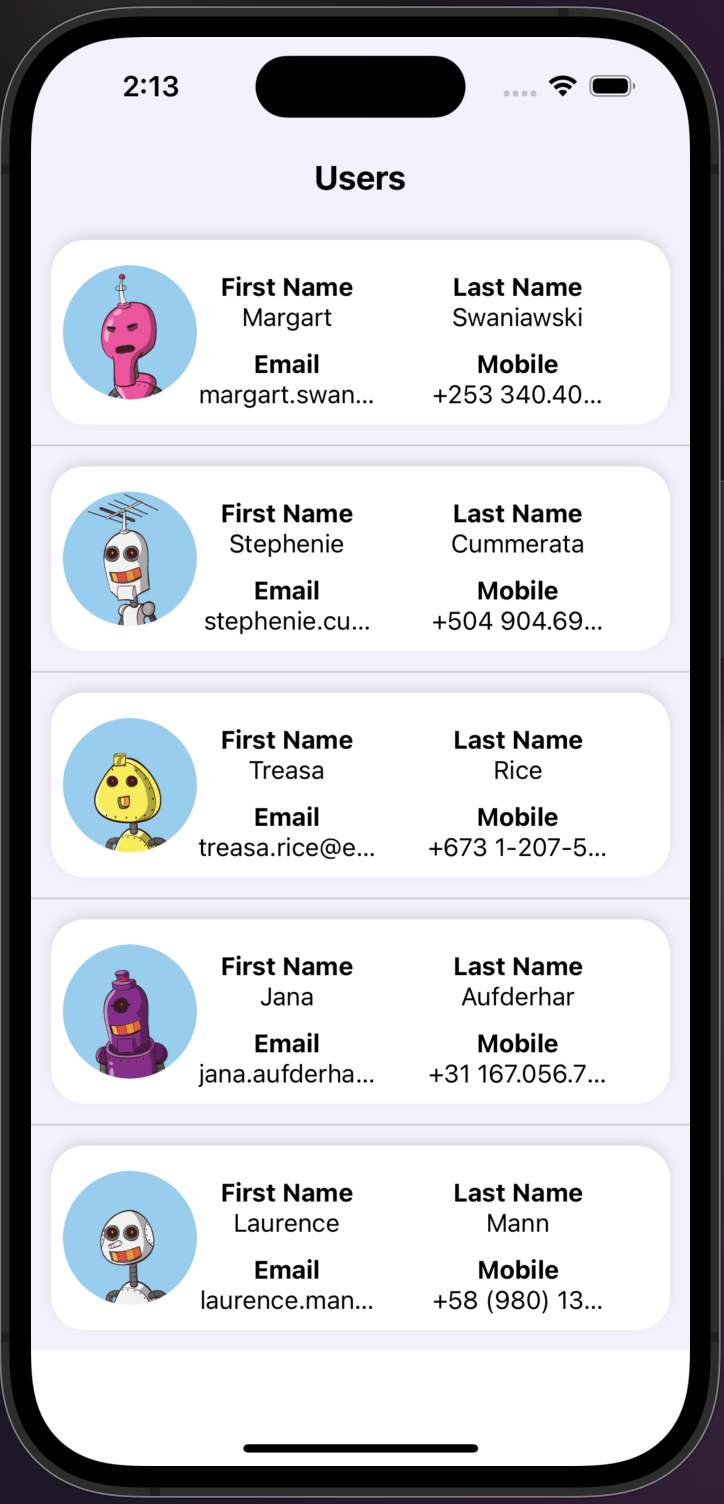 2:13
Users
First Name Last Name
Margart Swaniawski
Email Mobile
margart.swan... +253 340.40...
First Name Last Name
Stephenie Cummerata
Email Mobile
stephenie.cu... +504 904.69...
First Name Last Name
Treasa Rice
Email Mobile
treasa.rice@e... +673 1-207-5...
First Name Last Name
Jana Aufderhar
Email Mobile
jana.aufderha... +31 167.056.7...
First Name Last Name
Laurence Mann
Email Mobile
laurence.man... +58 (980) 13...